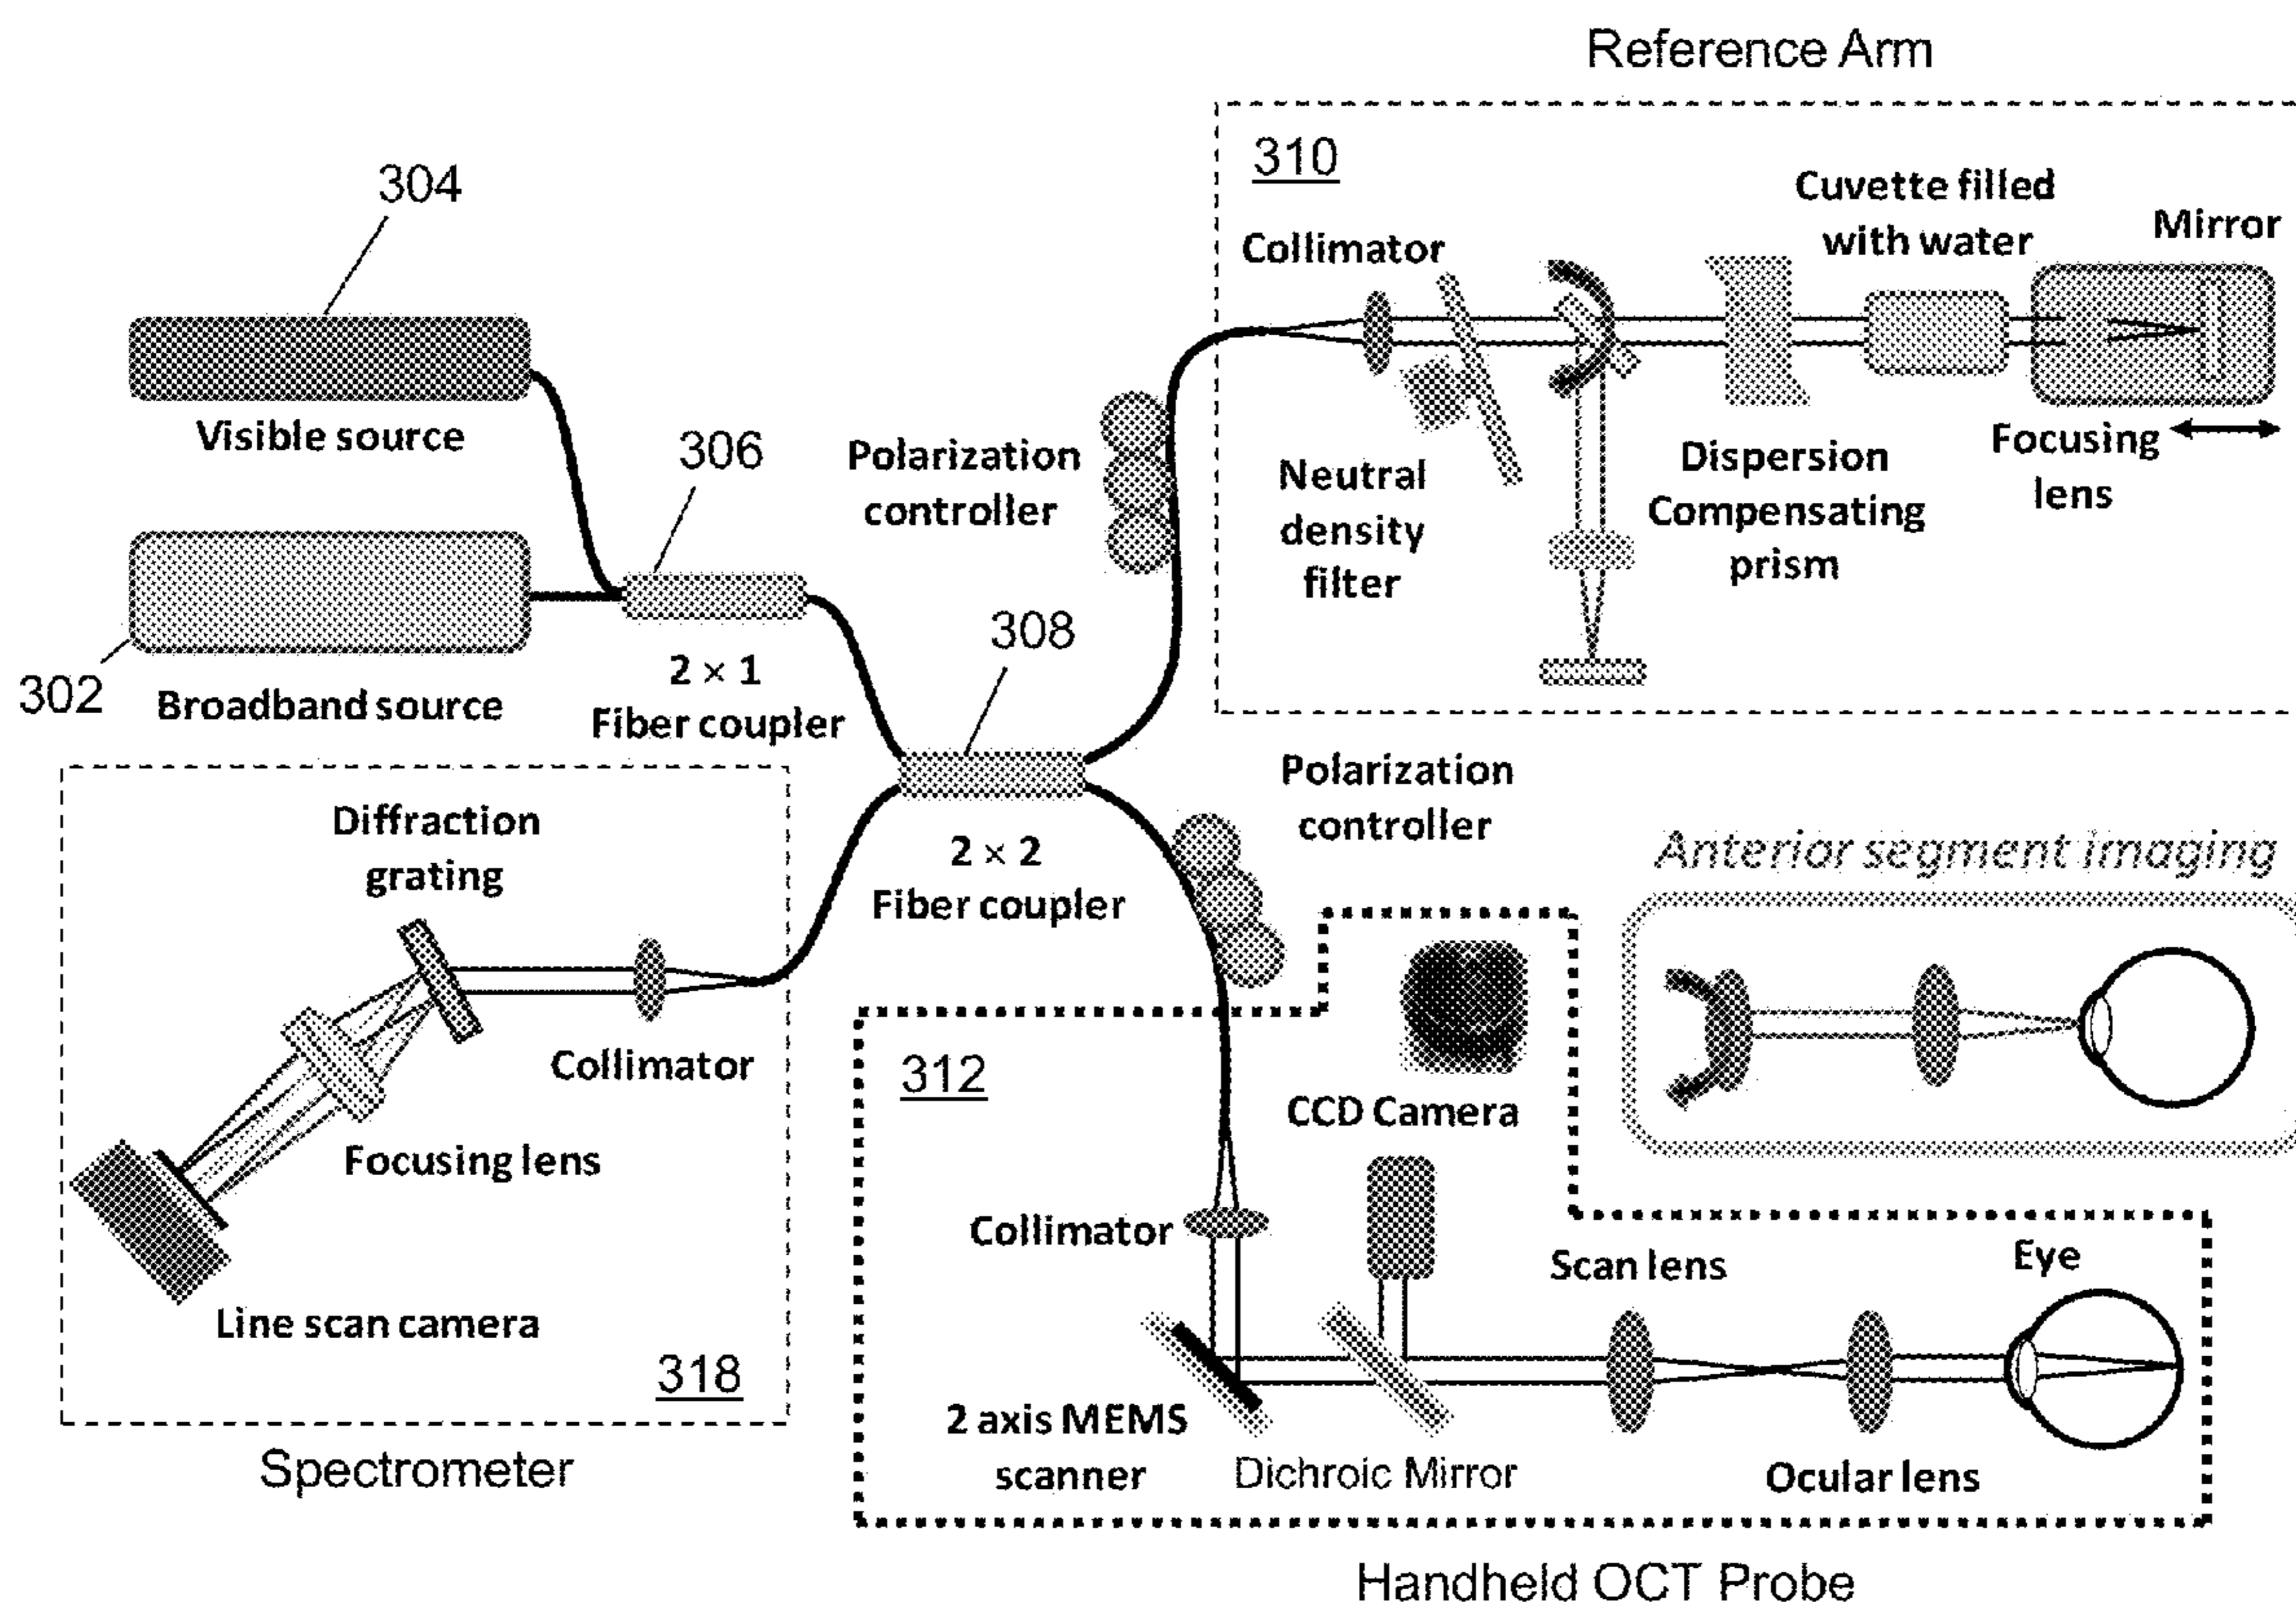 Reference Arm
310
304
Cuvette filled
with water
Mirror
Collimator
Visible source
306
Polarization
controller
Neutral
density
filter
Dispersion
Compensating
prism
Focusing
lens
302
Broadband source
2 × 1
Fiber coupler
308
2 × 2
Fiber coupler
Polarization
controller
Diffraction
grating
Collimator
Focusing lens
Line scan camera
318
Spectrometer
Anterior segment imaging
312
CCD Camera
Collimator
Scan lens
Eye
2 axis MEMS
scanner
Dichroic Mirror
Ocular lens
Handheld OCT Probe